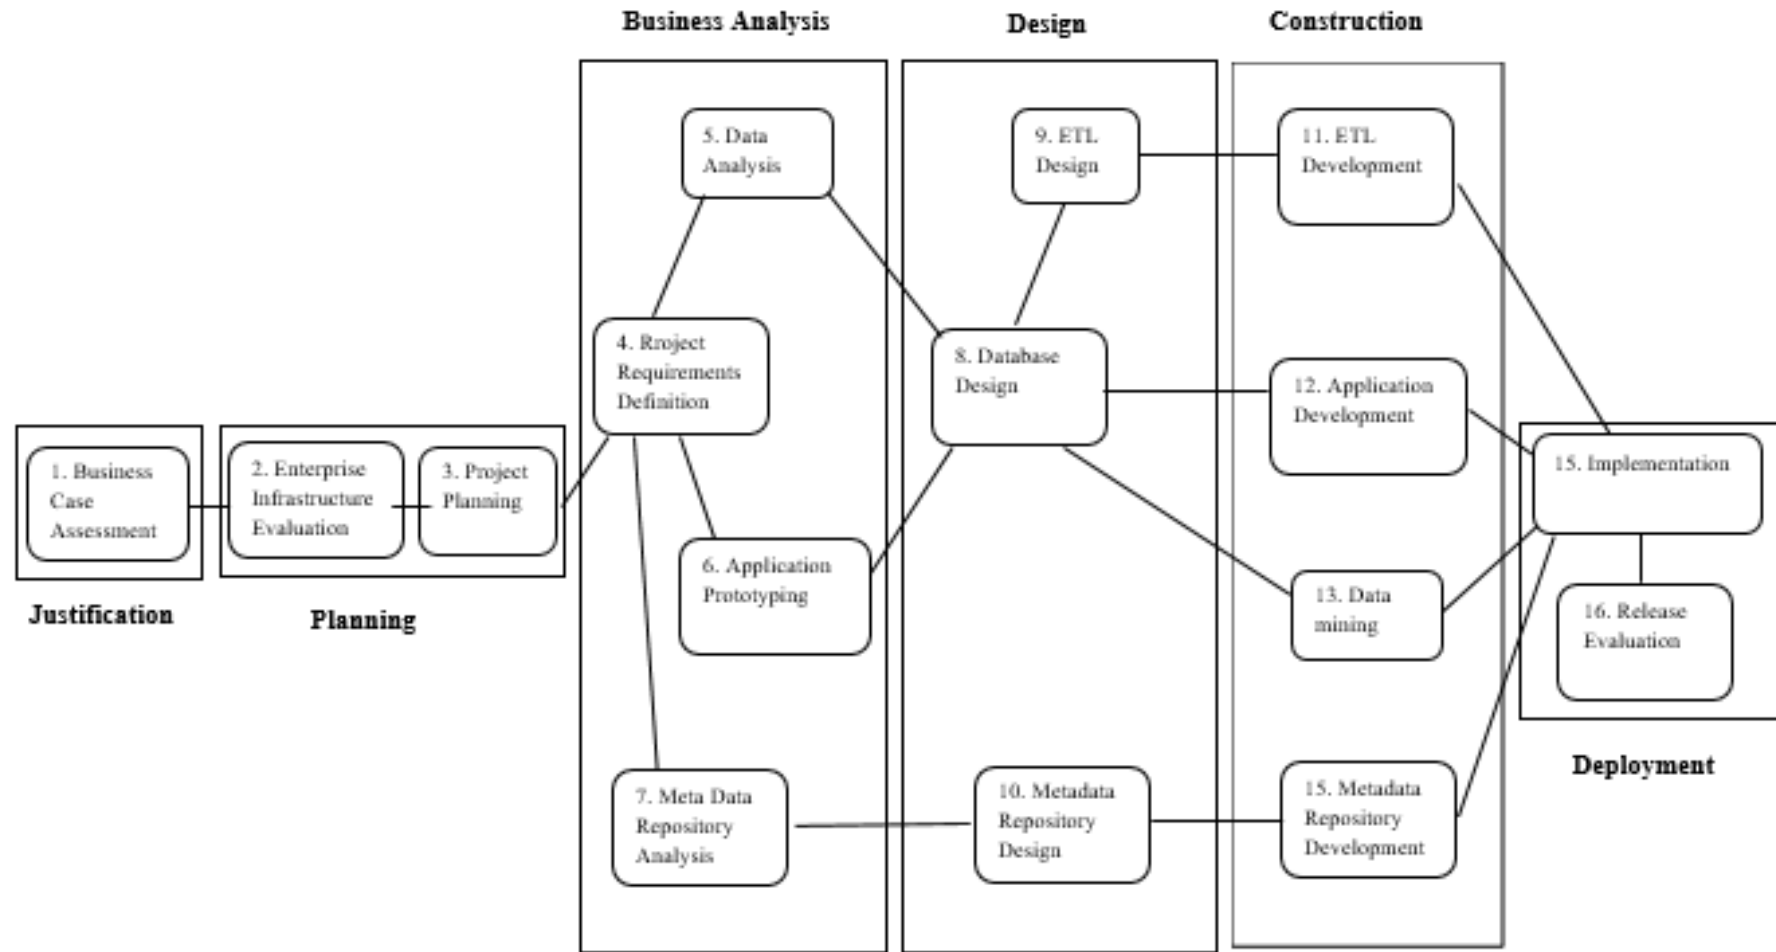 Business Analysis
Design
Construction
5. Data
Analysis
9. ETL
Design
11. ETL
Development
4. Rroject
Requirements
Definition
8. Database
Design
12. Application
Development
1. Business
Case
Assessment
2. Enterprise
Infrastructure
Evaluation
3. Project
Planning
15. Implementation
6. Application
Prototyping
13. Data
mining
16. Release
Evaluation
Justification
Planning
7. Meta Data
Repository
Analysis
10. Metadata
Repository
Design
15. Metadata
Repository
Development
Deployment